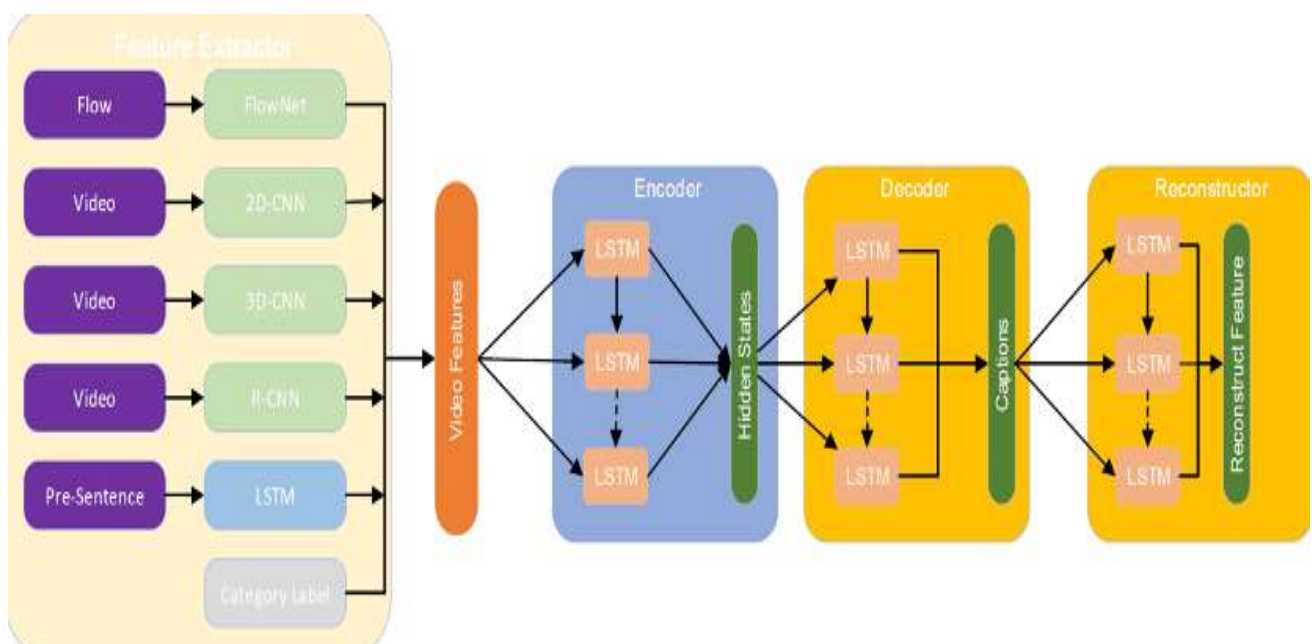 Feature Extractor
Flow
FlowNet
Video
2D-CNN
Video
3D-CNN
Video
R-CNN
Pre-Sentence
LSTM
Category Label
Video Features
Encoder
LSTM
LSTM
LSTM
Hidden States
Decoder
LSTM
LSTM
LSTM
Captions
Reconstructor
LSTM
LSTM
LSTM
Reconstruct Feature